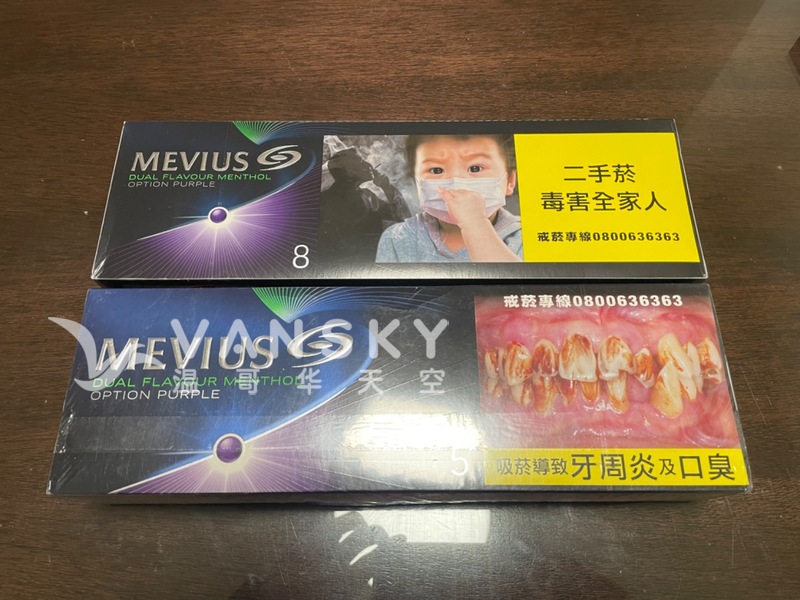 MEVIUS
DUAL FLAVOUR MENTHOL
OPTION PURPLE
8
二手菸
毒害全家人
戒菸專線0800636363
戒菸專線0800636363
VANSKY
温哥华天空
MEVIUS
DUAL FLAVOUR MENTHOL
OPTION PURPLE
5
吸菸導致牙周炎及口臭